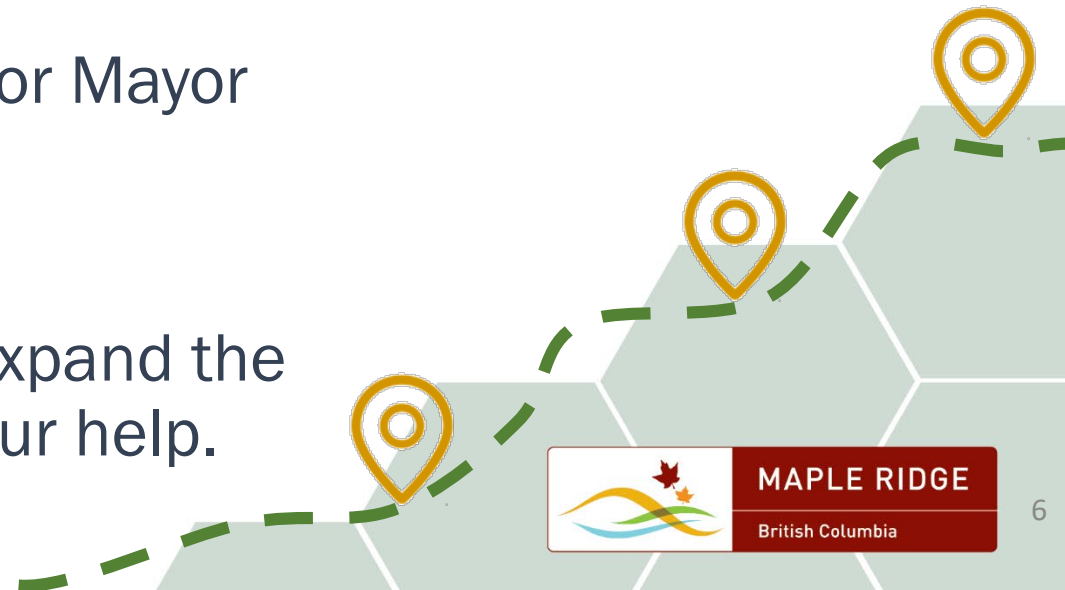 or Mayor
xpand the
ur help.
MAPLE RIDGE
British Columbia
6